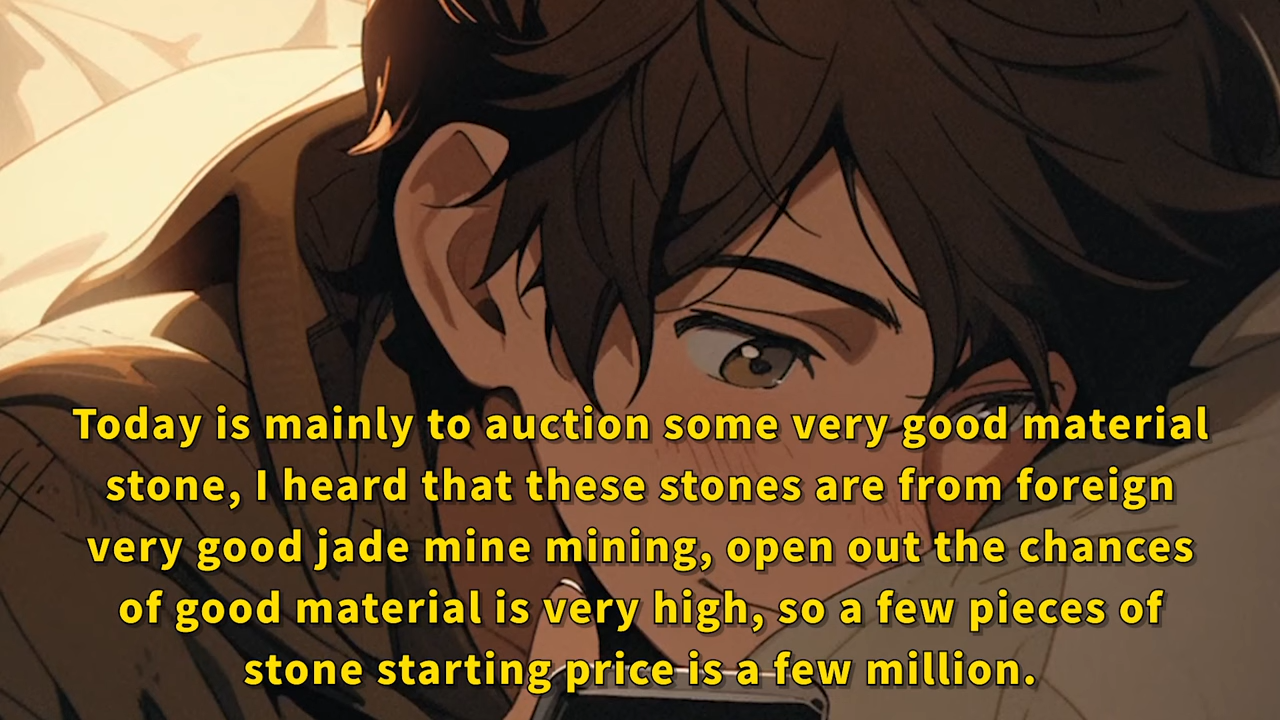 Today is mainly to auction some very good material
stone, I heard that these stones are from foreign
very good jade mine mining, open out the chances
of good material is very high, so a few pieces of
stone starting price is a few million.